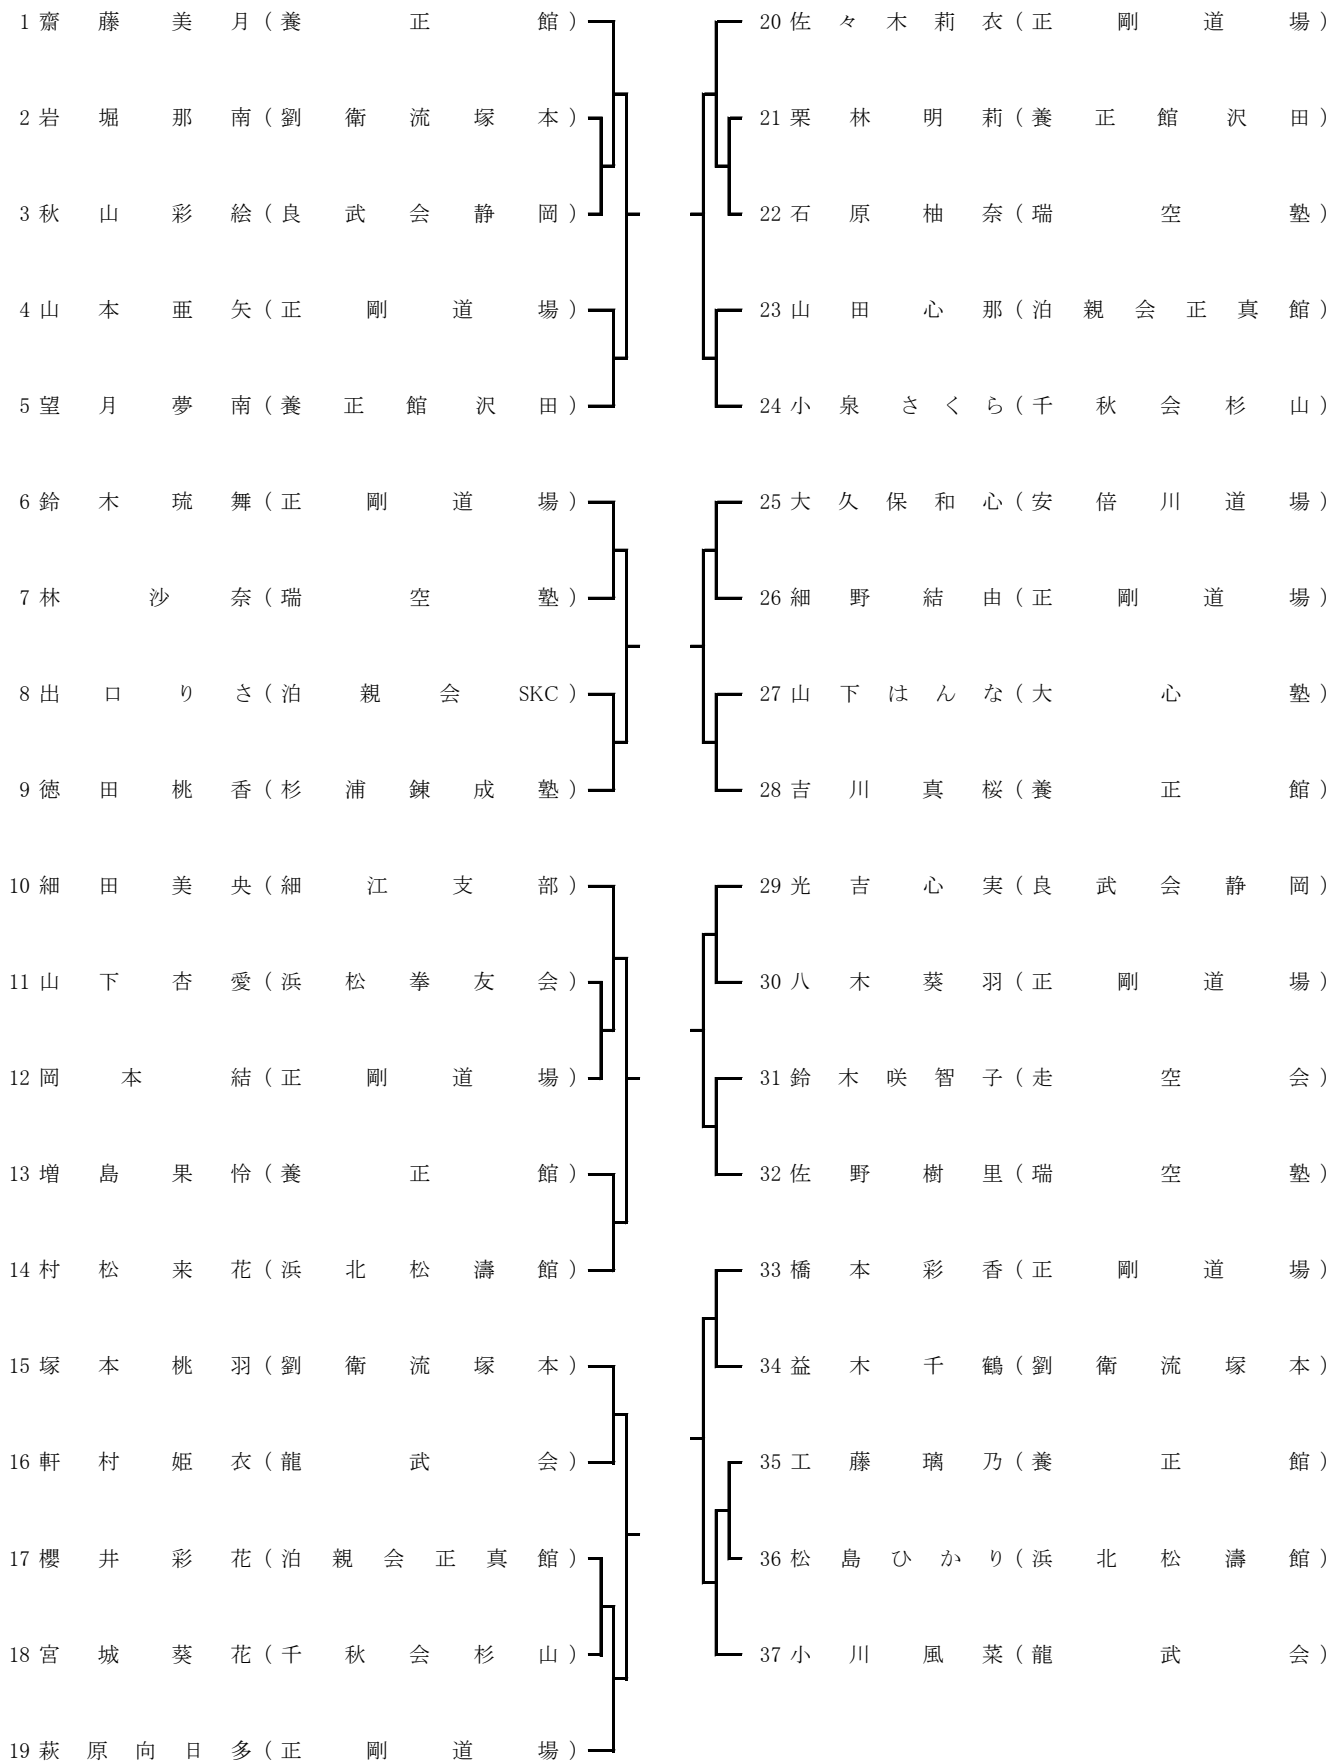 1 齋藤美月(養正館)
2 岩堀那南(劉衛流塚本)
3 秋山彩絵(良武会静岡)
4 山本亜矢(正剛道場)
5 望月夢南(養正館沢田)
6 鈴木琉舞(正剛道場)
7 林沙奈(瑞空塾)
8 出口りさ(泊親会SKC)
9 徳田桃香(杉浦錬成塾)
10 細田美央(細江支部)
11 山下杏愛(浜松拳友会)
12 岡本結(正剛道場)
13 増島果怜(養正館)
14 村松来花(浜北松濤館)
15 塚本桃羽(劉衛流塚本)
16 軒村姫衣(龍武会)
17 櫻井彩花(泊親会正真館)
18 宮城葵花(千秋会杉山)
19 萩原向日多(正剛道場)
20 佐々木莉衣(正剛道場)
21 栗林明莉(養正館沢田)
22 石原柚奈(瑞空塾)
23 山田心那(泊親会正真館)
24 小泉さくら(千秋会杉山)
25 大久保和心(安倍川道場)
26 細野結由(正剛道場)
27 山下はんな(大心塾)
28 吉川真桜(養正館)
29 光吉心実(良武会静岡)
30 八木葵羽(正剛道場)
31 鈴木咲智子(走空会)
32 佐野樹里(瑞空塾)
33 橋本彩香(正剛道場)
34 益木千鶴(劉衛流塚本)
35 工藤璃乃(養正館)
36 松島ひかり(浜北松濤館)
37 小川風菜(龍武会)